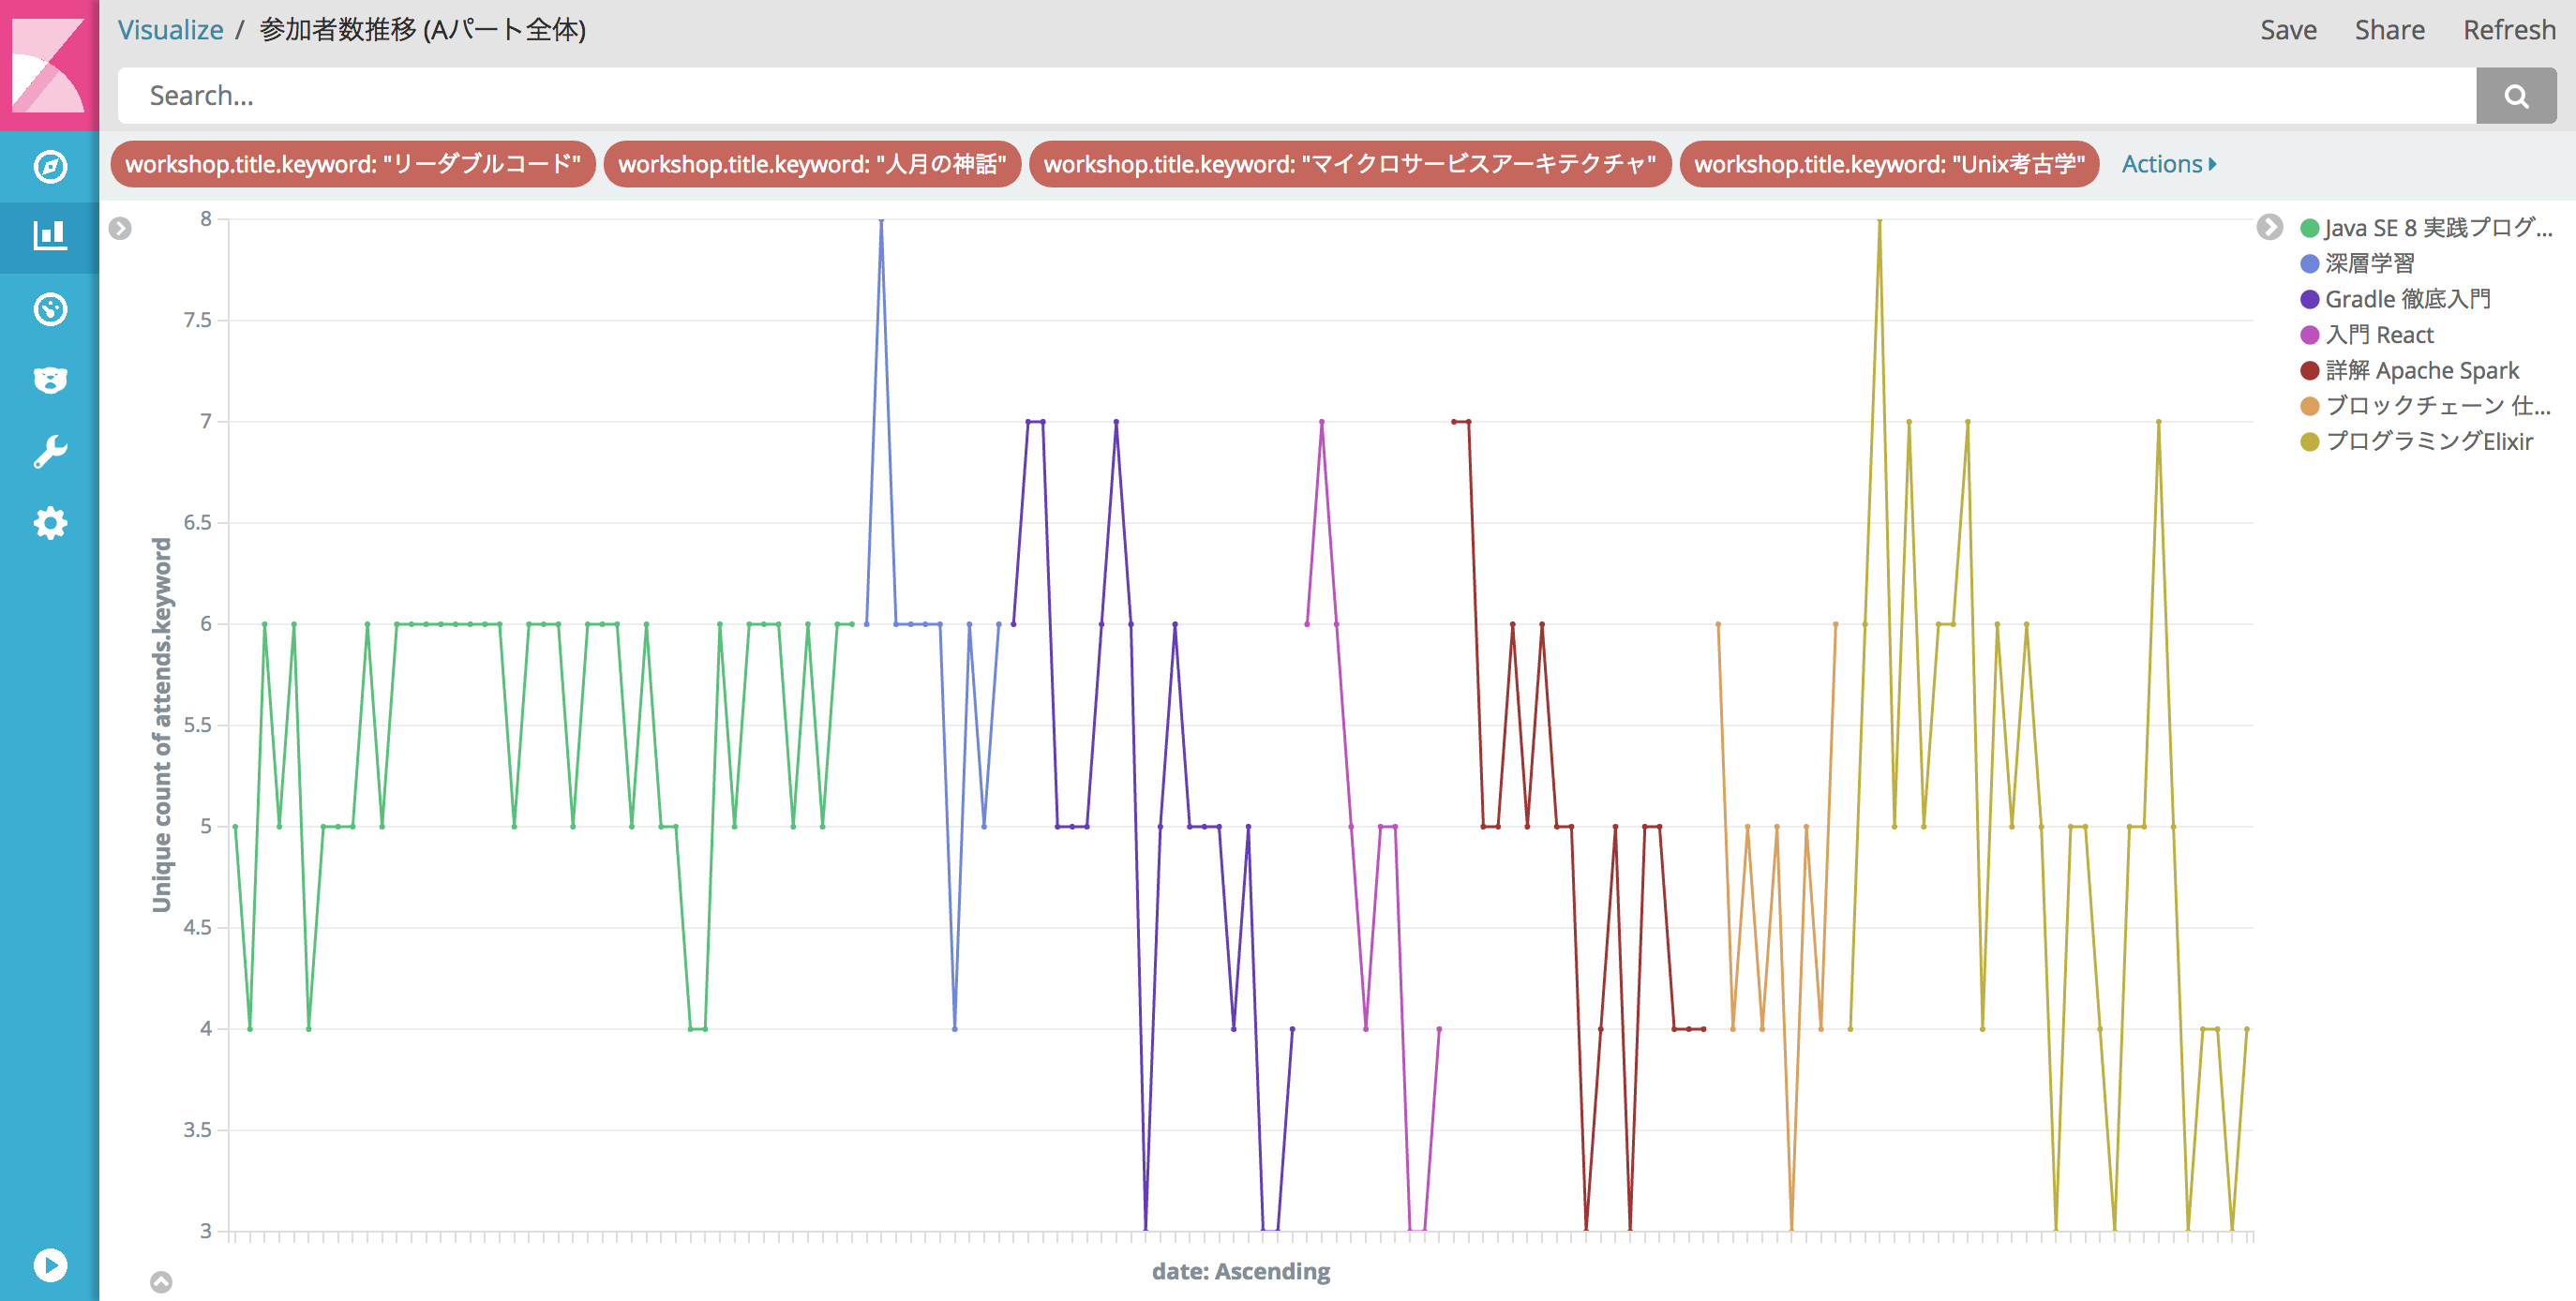 Visualize / 参加者数推移 (Aパート全体)
Save Share Refresh
Search...
workshop.title.keyword: "リーダブルコード" workshop.title.keyword: "人月の神話" workshop.title.keyword: "マイクロサービスアーキテクチャ" workshop.title.keyword: "Unix考古学" Actions
8
7.5
7
6.5
6
5.5
5
4.5
4
3.5
3
Unique count of attends.keyword
date: Ascending
Java SE 8 実践プログ...
深層学習
Gradle 徹底入門
入門 React
詳解 Apache Spark
ブロックチェーン 仕...
プログラミングElixir